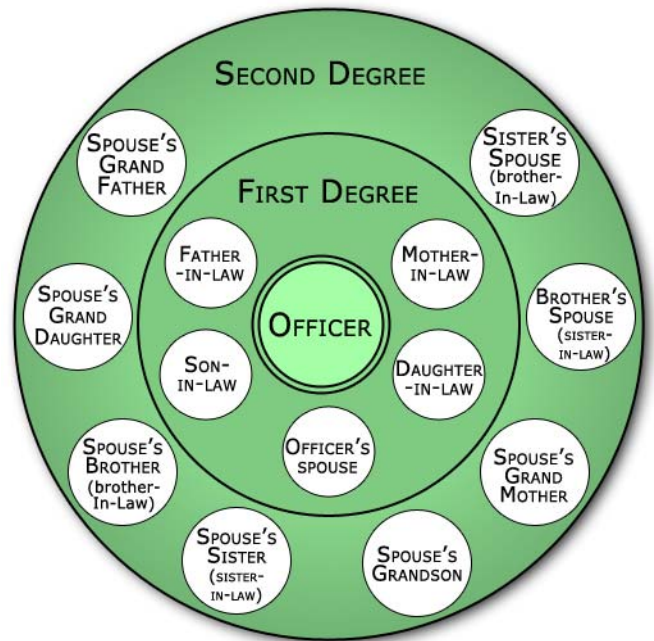 SECOND DEGREE
SPOUSE'S
GRAND
FATHER
SISTER'S
SPOUSE
(brother-
In-Law)
FIRST DEGREE
FATHER
-IN-LAW
MOTHER-
IN-LAW
SPOUSE'S
GRAND
DAUGHTER
OFFICER
BROTHER'S
SPOUSE
(SISTER-
IN-LAW)
SON-
IN-LAW
DAUGHTER
-IN-LAW
SPOUSE'S
BROTHER
(brother-
In-Law)
OFFICER'S
SPOUSE
SPOUSE'S
GRAND
MOTHER
SPOUSE'S
SISTER
(SISTER-
IN-LAW)
SPOUSE'S
GRANDSON